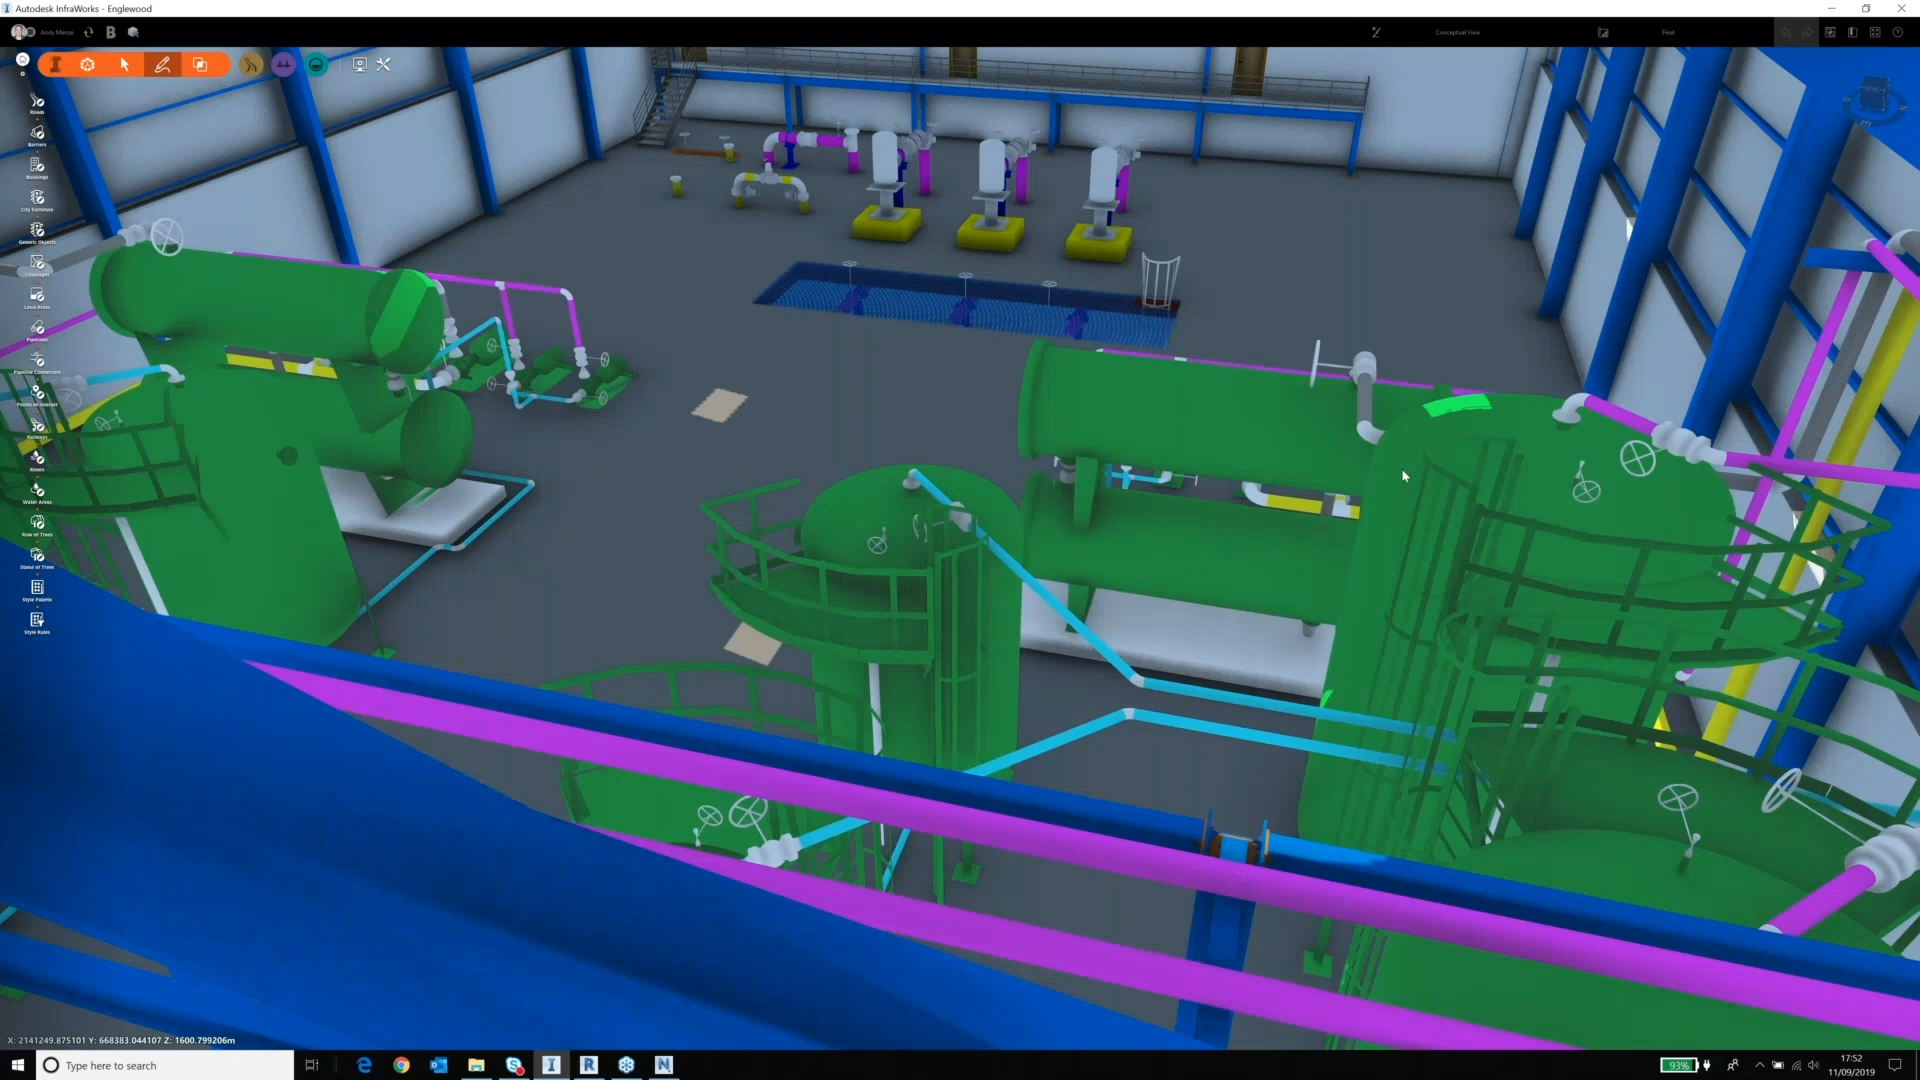 Autodesk InfraWorks - Englewood
Andy Menze
B
Conceptual View
Final
Roads
Barriers
Buildings
City Furniture
Generic Objects
Coverages
Land Areas
Pipelines
Pipeline Connectors
Points of Interest
Railways
Rivers
Water Areas
Row of Trees
Stand of Trees
Style Palette
Style Rules
X: 2141249.875101 Y: 668383.044107 Z: 1600.799206m
Type here to search
93%
17:52
11/09/2019